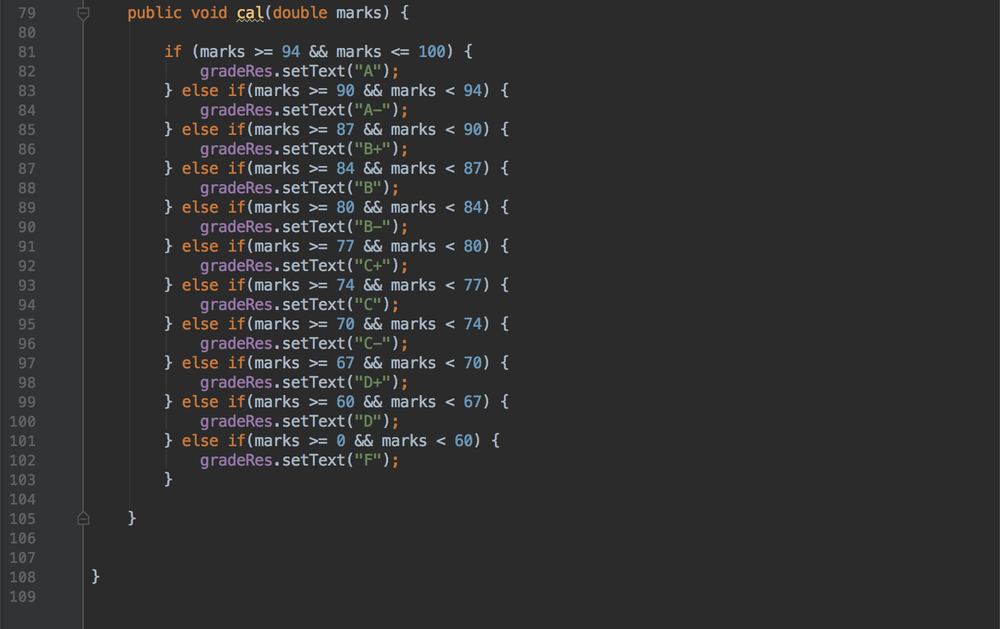 79 public void cal(double marks) {
80
81 if (marks >= 94 && marks <= 100) {
82 gradeRes.setText("A");
83 } else if(marks >= 90 && marks < 94) {
84 gradeRes.setText("A-");
85 } else if(marks >= 87 && marks < 90) {
86 gradeRes.setText("B+");
87 } else if(marks >= 84 && marks < 87) {
88 gradeRes.setText("B");
89 } else if(marks >= 80 && marks < 84) {
90 gradeRes.setText("B-");
91 } else if(marks >= 77 && marks < 80) {
92 gradeRes.setText("C+");
93 } else if(marks >= 74 && marks < 77) {
94 gradeRes.setText("C");
95 } else if(marks >= 70 && marks < 74) {
96 gradeRes.setText("C-");
97 } else if(marks >= 67 && marks < 70) {
98 gradeRes.setText("D+");
99 } else if(marks >= 60 && marks < 67) {
100 gradeRes.setText("D");
101 } else if(marks >= 0 && marks < 60) {
102 gradeRes.setText("F");
103 }
104
105 }
106
107
108 }
109